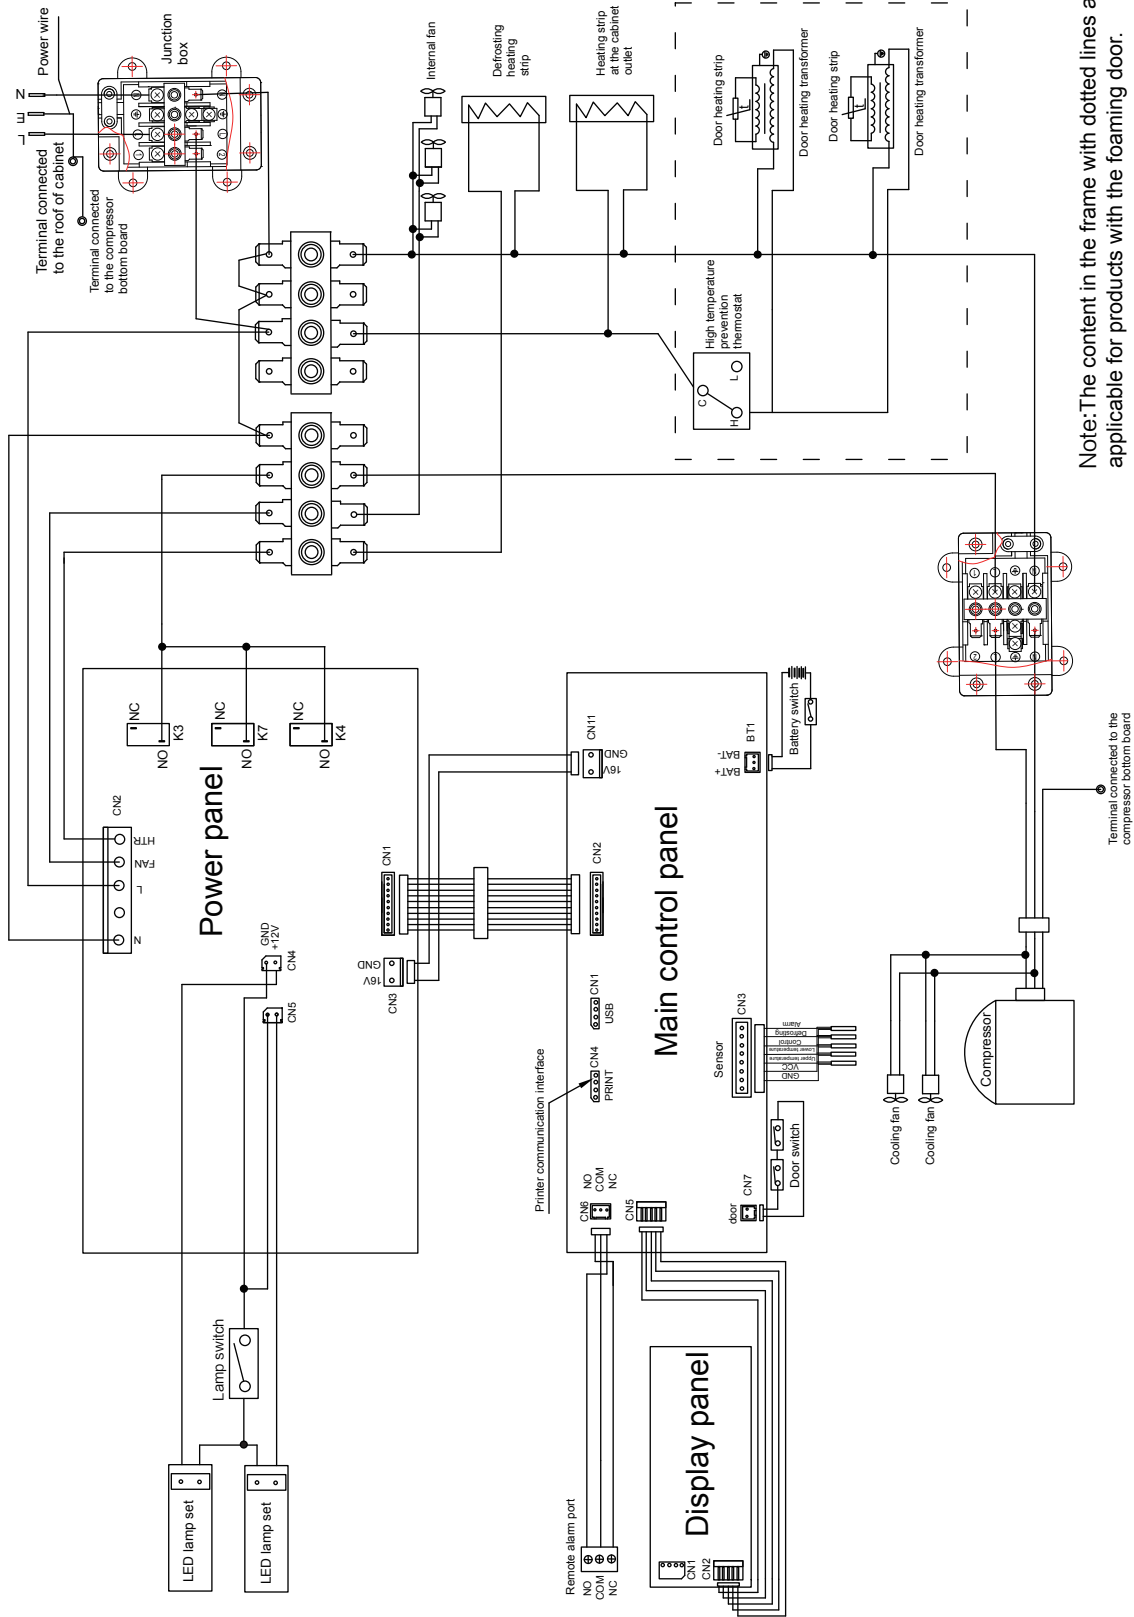 Power wire
N
E
L
Junction
box
Terminal connected
to the roof of cabinet
Terminal connected
to the compressor
bottom board
Internal fan
Defrosting
heating
strip
Heating strip
at the cabinet
outlet
Door heating strip
Door heating transformer
Door heating strip
Door heating transformer
High temperature
prevention
thermostat
C
H
L
Note:The content in the frame with dotted lines a
applicable for products with the foaming door.
NC
NO
K3
NC
NO
K7
NC
NO
K4
CN2
HTR
FAN
L
N
Power panel
GND
+12V
CN4
CN5
CN1
GND
16V
CN3
Lamp switch
LED lamp set
LED lamp set
CN11
GND
16V
BT1
BAT-
BAT+
Battery switch
CN2
Main control panel
CN1
USB
CN4
PRINT
Printer communication interface
Sensor
CN3
Alarm
Defrosting
Control
Lower temperature
Upper temperature
VCC
GND
NO
COM
NC
CN6
CN5
door
CN7
Door switch
Remote alarm port
NO
COM
NC
Display panel
CN1
CN2
Cooling fan
Cooling fan
Compressor
Terminal connected to the
compressor bottom board